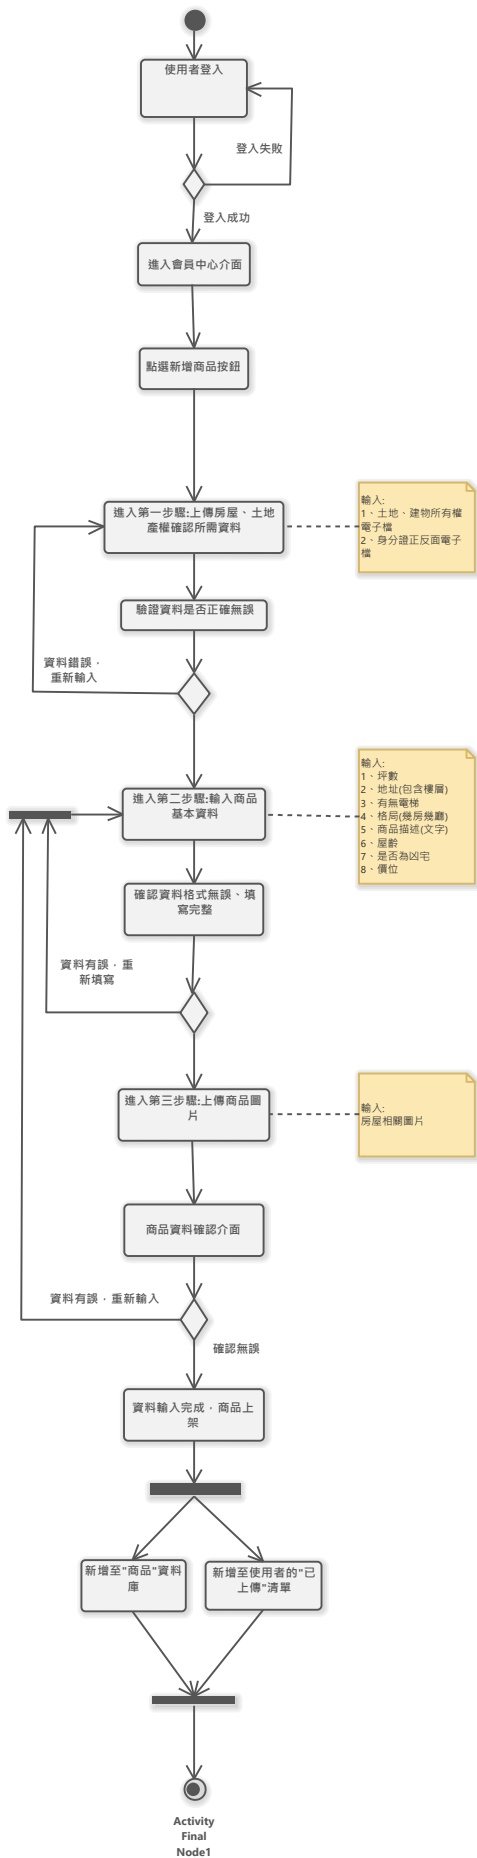 使用者登入
登入失敗
登入成功
進入會員中心介面
點選新增商品按鈕
進入第一步驟:上傳房屋、土地
產權確認所需資料
輸入:
1、土地、建物所有權
電子檔
2、身分證正反面電子
檔
驗證資料是否正確無誤
資料錯誤，
重新輸入
進入第二步驟:輸入商品
基本資料
輸入:
1、坪數
2、地址(包含樓層)
3、有無電梯
4、格局(幾房幾廳)
5、商品描述(文字)
6、屋齡
7、是否為凶宅
8、價位
確認資料格式無誤、填
寫完整
資料有誤，重
新填寫
進入第三步驟:上傳商品圖
片
輸入:
房屋相關圖片
商品資料確認介面
資料有誤，重新輸入
確認無誤
資料輸入完成，商品上
架
新增至"商品"資料
庫
新增至使用者的"已
上傳"清單
Activity
Final
Node1